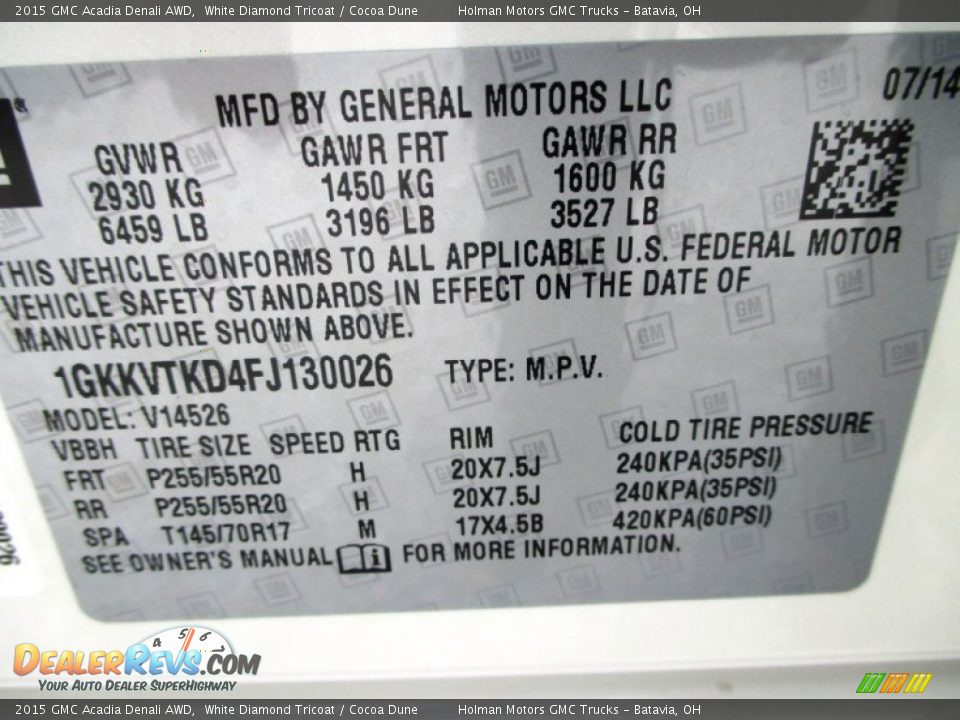 2015 GMC Acadia Denali AWD, White Diamond Tricoat / Cocoa Dune Holman Motors GMC Trucks – Batavia, OH
MFD BY GENERAL MOTORS LLC 07/14
GVWR GAWR FRT GAWR RR
2930 KG 1450 KG 1600 KG
6459 LB 3196 LB 3527 LB
THIS VEHICLE CONFORMS TO ALL APPLICABLE U.S. FEDERAL MOTOR
VEHICLE SAFETY STANDARDS IN EFFECT ON THE DATE OF
MANUFACTURE SHOWN ABOVE.
1GKKVTKD4FJ130026 TYPE: M.P.V.
MODEL: V14526
VBBH TIRE SIZE SPEED RTG RIM COLD TIRE PRESSURE
FRT P255/55R20 H 20X7.5J 240KPA(35PSI)
RR P255/55R20 H 20X7.5J 240KPA(35PSI)
SPA T145/70R17 M 17X4.5B 420KPA(60PSI)
SEE OWNER'S MANUAL i FOR MORE INFORMATION.
4 5 6
DEALERREVS.COM
YOUR AUTO DEALER SUPERHIGHWAY
2015 GMC Acadia Denali AWD, White Diamond Tricoat / Cocoa Dune Holman Motors GMC Trucks – Batavia, OH